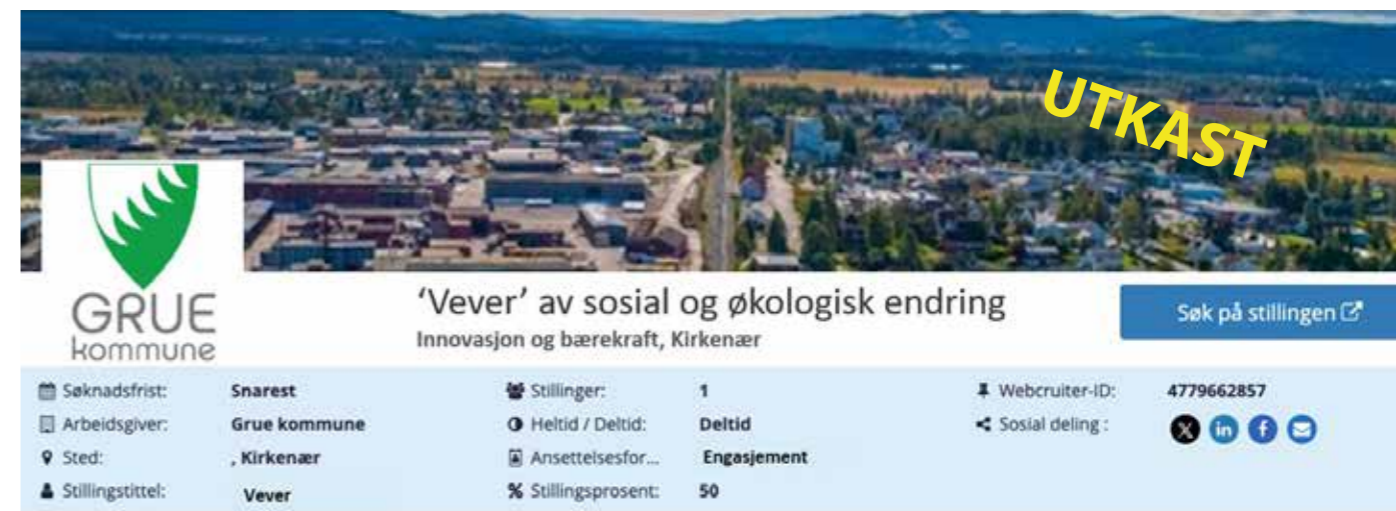 UTKAST
GRUE
kommune
‘Vever’ av sosial og økologisk endring
Innovasjon og bærekraft, Kirkenær
Søk på stillingen
Søknadsfrist: Snarest
Arbeidsgiver: Grue kommune
Sted: , Kirkenær
Stillingstittel: Vever
Stillinger: 1
Heltid / Deltid: Deltid
Ansettelsesfor... Engasjement
Stillingsprosent: 50
Webcruiter-ID: 4779662857
Sosial deling :
X in f